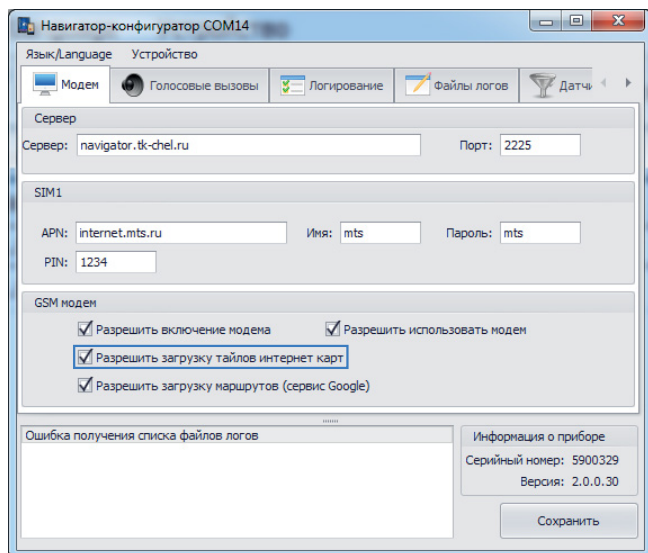 Навигатор-конфигуратор COM14
Язык/Language Устройство
Модем Голосовые вызовы Логирование Файлы логов Датчи
Сервер
Сервер: navigator.tk-chel.ru Порт: 2225
SIM1
APN: internet.mts.ru Имя: mts Пароль: mts
PIN: 1234
GSM модем
Разрешить включение модема Разрешить использовать модем
Разрешить загрузку тайлов интернет карт
Разрешить загрузку маршрутов (сервис Google)
Ошибка получения списка файлов логов
Информация о приборе
Серийный номер: 5900329
Версия: 2.0.0.30
Сохранить